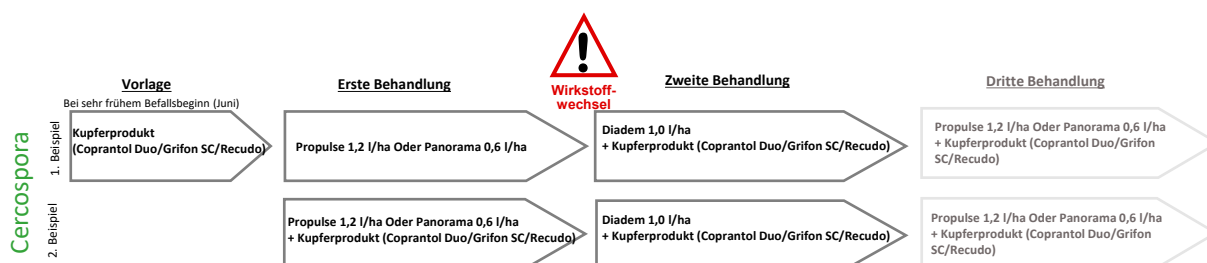 Vorlage
Bei sehr frühem Befallsbeginn (Juni)
Erste Behandlung
Wirkstoff-
wechsel
Zweite Behandlung
Dritte Behandlung
Cercospora
1. Beispiel
Kupferprodukt
(Coprantol Duo/Grifon SC/Recudo)
Propulse 1,2 l/ha Oder Panorama 0,6 l/ha
Diadem 1,0 l/ha
+ Kupferprodukt (Coprantol Duo/Grifon SC/Recudo)
Propulse 1,2 l/ha Oder Panorama 0,6 l/ha
+ Kupferprodukt (Coprantol Duo/Grifon
SC/Recudo)
2. Beispiel
Propulse 1,2 l/ha Oder Panorama 0,6 l/ha
+ Kupferprodukt (Coprantol Duo/Grifon SC/Recudo)
Diadem 1,0 l/ha
+ Kupferprodukt (Coprantol Duo/Grifon SC/Recudo)
Propulse 1,2 l/ha Oder Panorama 0,6 l/ha
+ Kupferprodukt (Coprantol Duo/Grifon
SC/Recudo)